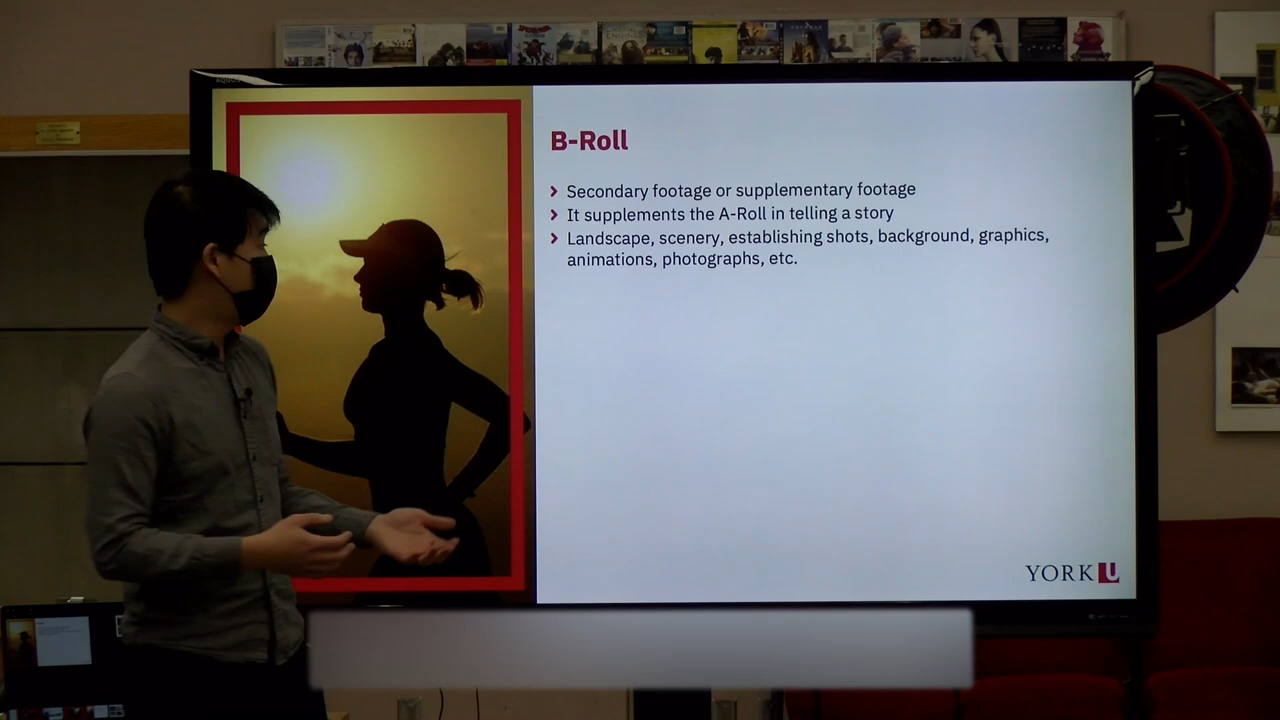 B-Roll
Secondary footage or supplementary footage
It supplements the A-Roll in telling a story
Landscape, scenery, establishing shots, background, graphics,
animations, photographs, etc.
YORK U